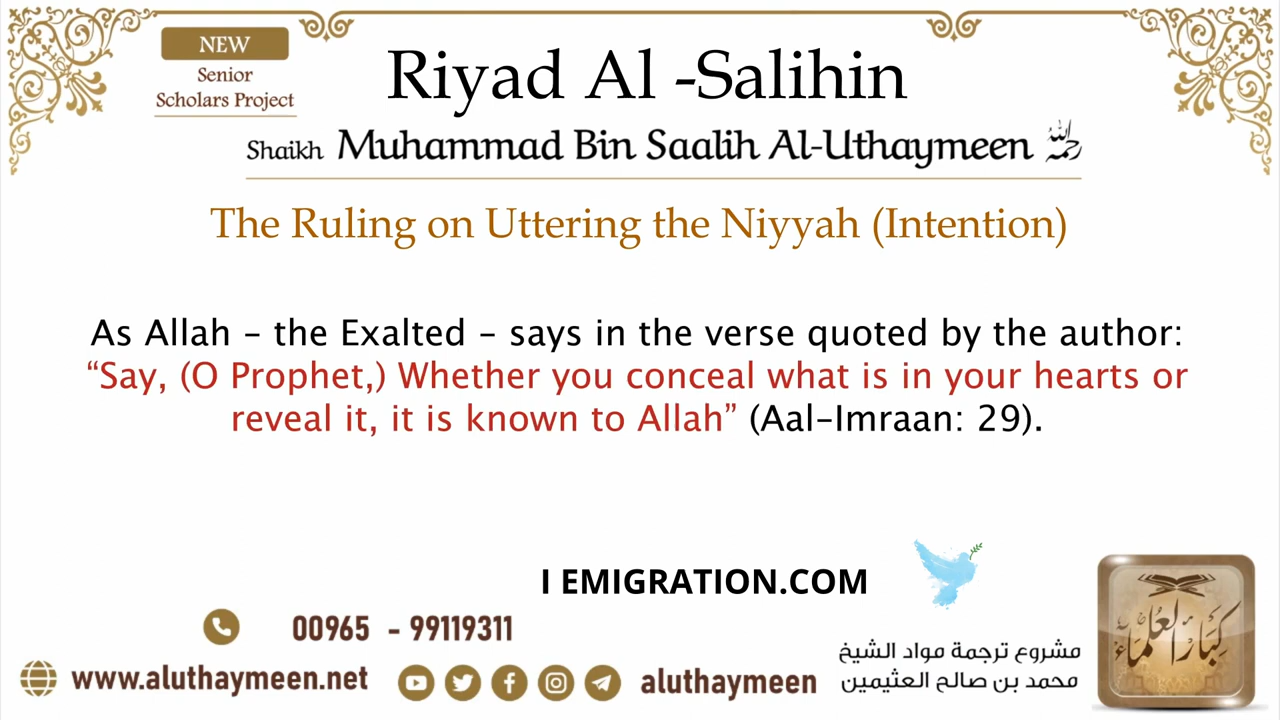 NEW
Senior
Scholars Project
Riyad Al -Salihin
Shaikh Muhammad Bin Saalih Al-Uthaymeen رحمه الله
The Ruling on Uttering the Niyyah (Intention)
As Allah – the Exalted – says in the verse quoted by the author:
“Say, (O Prophet,) Whether you conceal what is in your hearts or
reveal it, it is known to Allah” (Aal–Imraan: 29).
I EMIGRATION.COM
00965 - 99119311
www.aluthaymeen.net
aluthaymeen
مشروع ترجمة مواد الشيخ
محمد بن صالح العثيمين
كبار العلماء